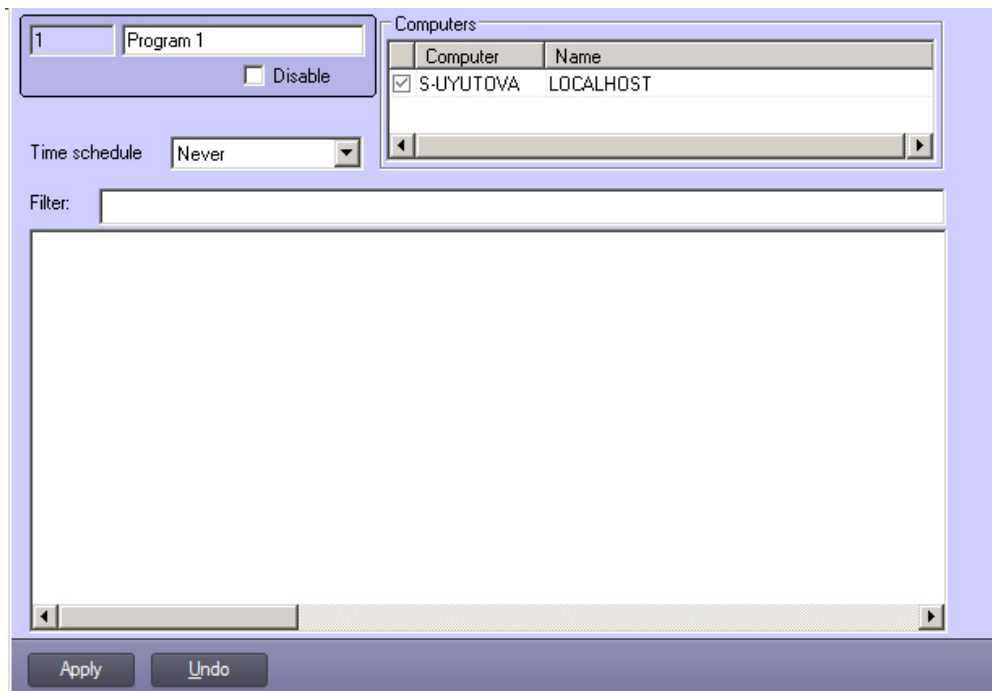 1
Program 1
Disable
Time schedule
Never
Computers
Computer Name
S-UYUTOVA LOCALHOST
Filter:
Apply
Undo